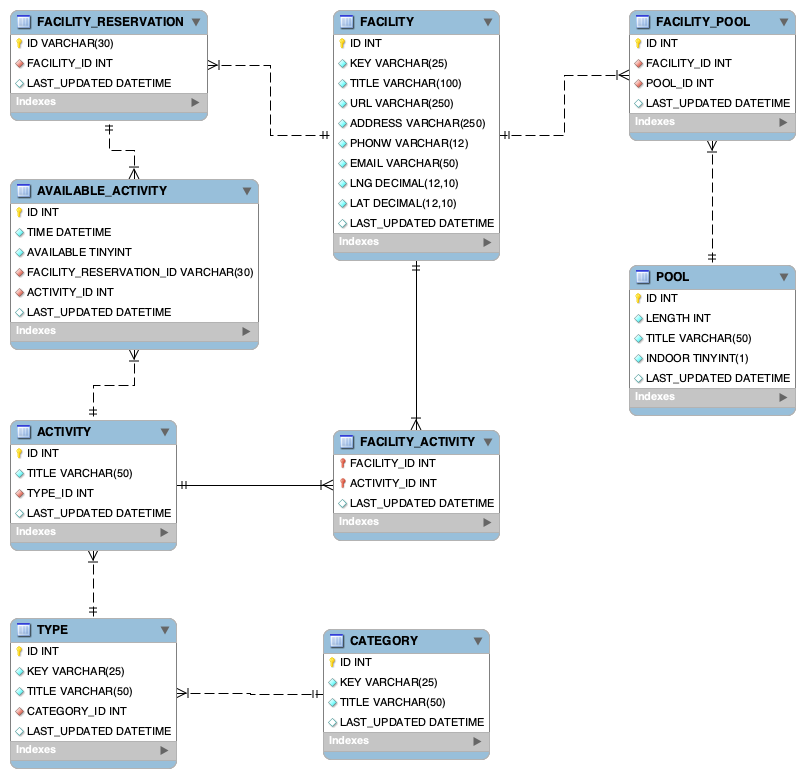 FACILITY_RESERVATION
ID VARCHAR(30)
FACILITY_ID INT
LAST_UPDATED DATETIME
Indexes
FACILITY
ID INT
KEY VARCHAR(25)
TITLE VARCHAR(100)
URL VARCHAR(250)
ADDRESS VARCHAR(250)
PHONW VARCHAR(12)
EMAIL VARCHAR(50)
LNG DECIMAL(12,10)
LAT DECIMAL(12,10)
LAST_UPDATED DATETIME
Indexes
FACILITY_POOL
ID INT
FACILITY_ID INT
POOL_ID INT
LAST_UPDATED DATETIME
Indexes
AVAILABLE_ACTIVITY
ID INT
TIME DATETIME
AVAILABLE TINYINT
FACILITY_RESERVATION_ID VARCHAR(30)
ACTIVITY_ID INT
LAST_UPDATED DATETIME
Indexes
POOL
ID INT
LENGTH INT
TITLE VARCHAR(50)
INDOOR TINYINT(1)
LAST_UPDATED DATETIME
Indexes
ACTIVITY
ID INT
TITLE VARCHAR(50)
TYPE_ID INT
LAST_UPDATED DATETIME
Indexes
FACILITY_ACTIVITY
FACILITY_ID INT
ACTIVITY_ID INT
LAST_UPDATED DATETIME
Indexes
TYPE
ID INT
KEY VARCHAR(25)
TITLE VARCHAR(50)
CATEGORY_ID INT
LAST_UPDATED DATETIME
Indexes
CATEGORY
ID INT
KEY VARCHAR(25)
TITLE VARCHAR(50)
LAST_UPDATED DATETIME
Indexes